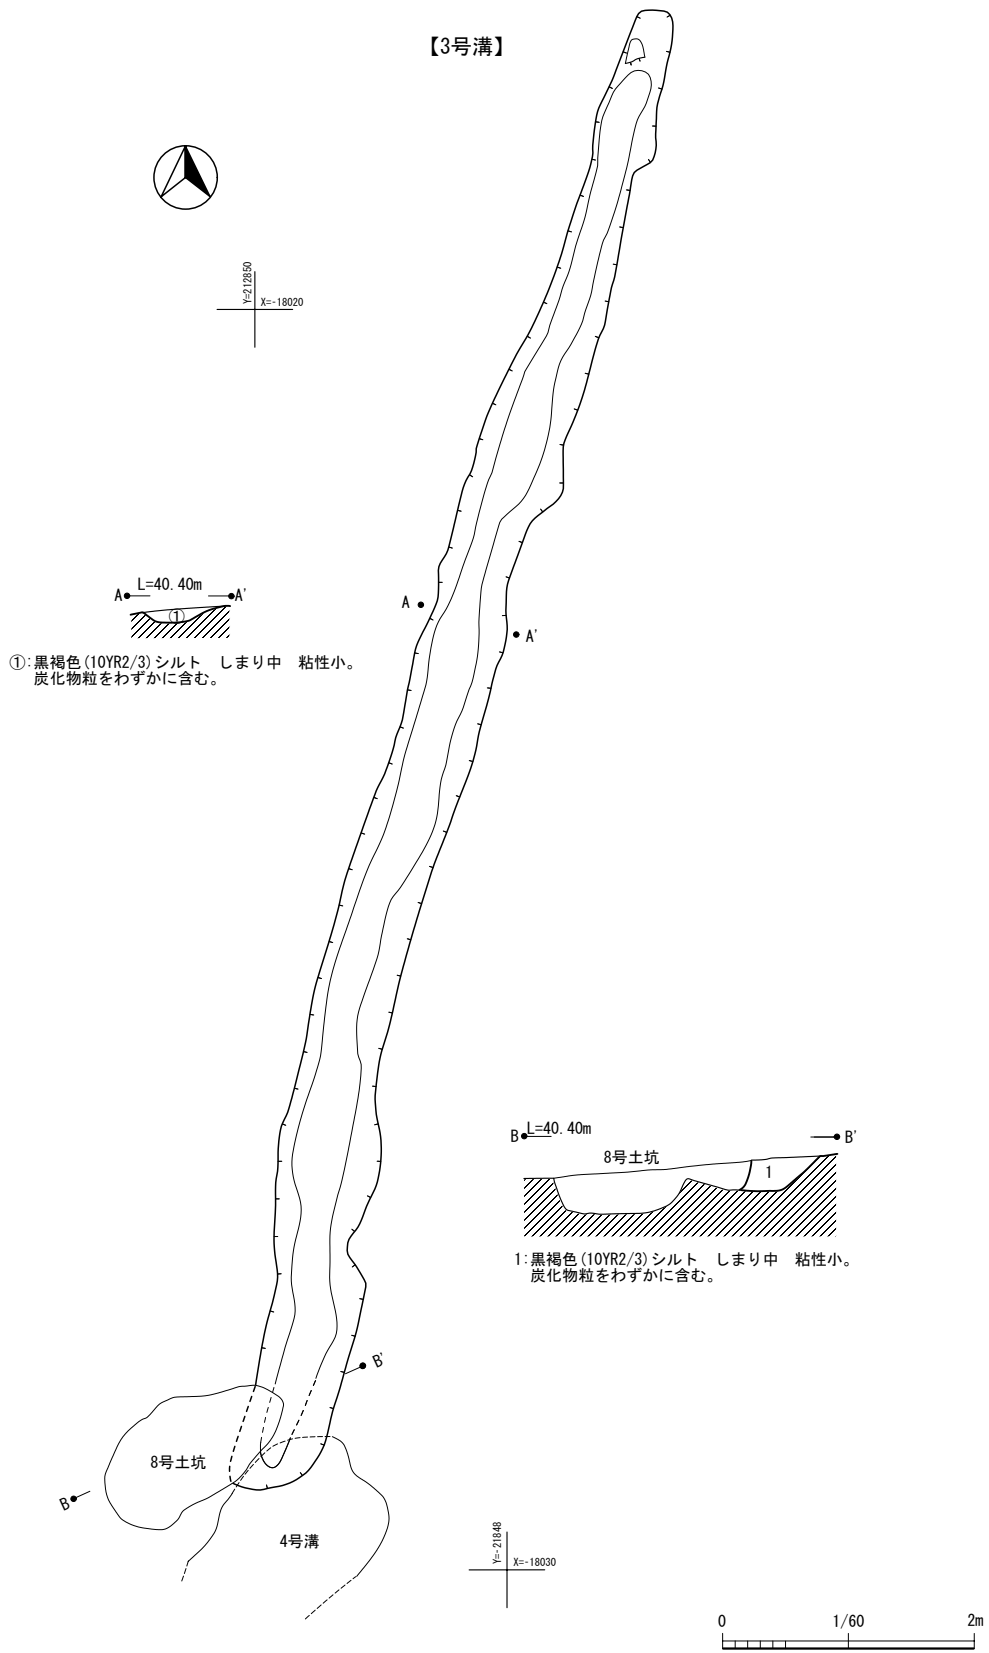 【3号溝】
Y=212850
X=-18020
A L=40.40m A'
①
①:黒褐色(10YR2/3)シルト　しまり中　粘性小。
炭化物粒をわずかに含む。
A
A'
B L=40.40m B'
8号土坑
1
1:黒褐色(10YR2/3)シルト　しまり中　粘性小。
炭化物粒をわずかに含む。
B'
8号土坑
B
4号溝
Y=-21848
X=-18030
0 1/60 2m